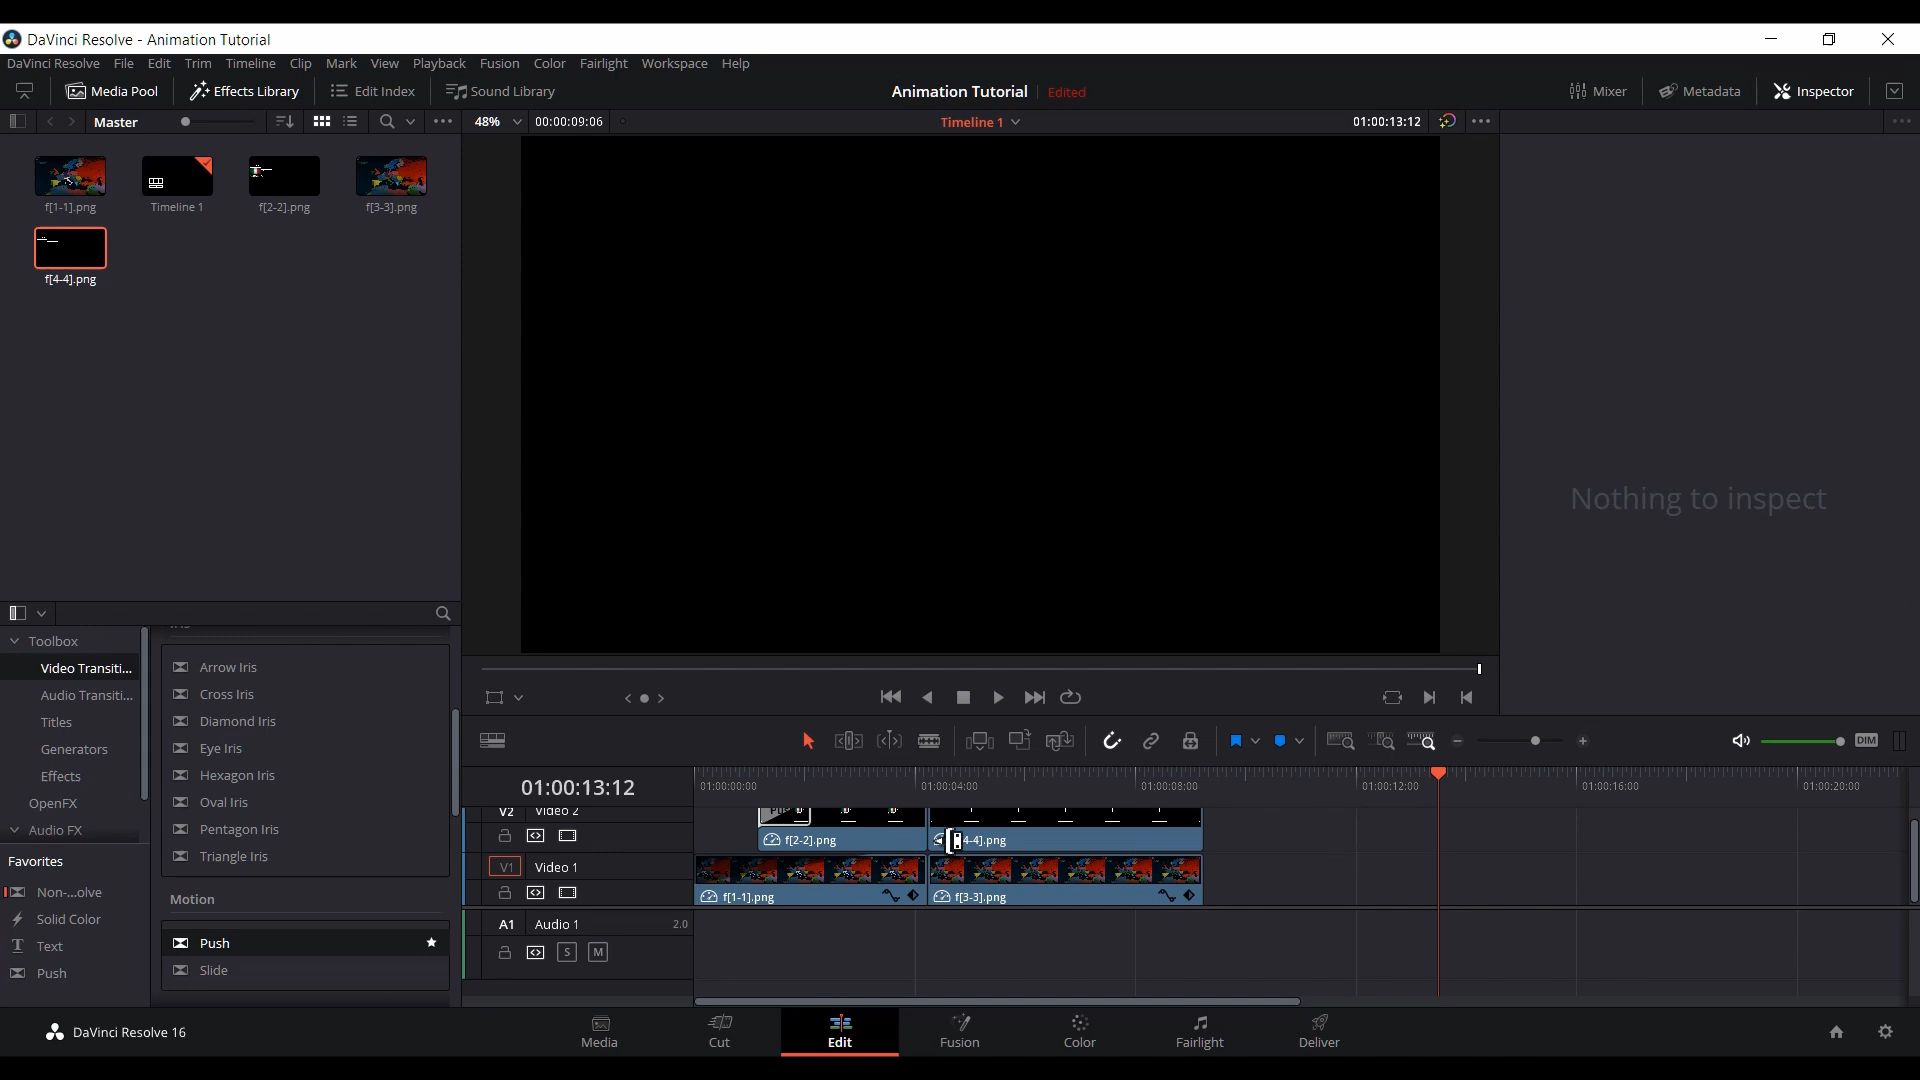 DaVinci Resolve - Animation Tutorial
DaVinci Resolve File Edit Trim Timeline Clip Mark View Playback Fusion Color Fairlight Workspace Help
Media Pool Effects Library Edit Index Sound Library Animation Tutorial Edited Mixer Metadata Inspector
Master 48% 00:00:09:06 Timeline 1 01:00:13:12
f[1-1].png Timeline 1 f[2-2].png f[3-3].png
f[4-4].png
Nothing to inspect
Toolbox
Video Transiti...
Audio Transiti...
Titles
Generators
Effects
OpenFX
Audio FX
Favorites
Non-...olve
Solid Color
Text
Push
Arrow Iris
Cross Iris
Diamond Iris
Eye Iris
Hexagon Iris
Oval Iris
Pentagon Iris
Triangle Iris
Motion
Push
Slide
DIM
01:00:13:12 01:00:00:00 01:00:04:00 01:00:08:00 01:00:12:00 01:00:16:00 01:00:20:00
V2 Video 2
f[2-2].png 4-4].png
V1 Video 1
f[1-1].png f[3-3].png
A1 Audio 1 2.0
S M
DaVinci Resolve 16
Media Cut Edit Fusion Color Fairlight Deliver